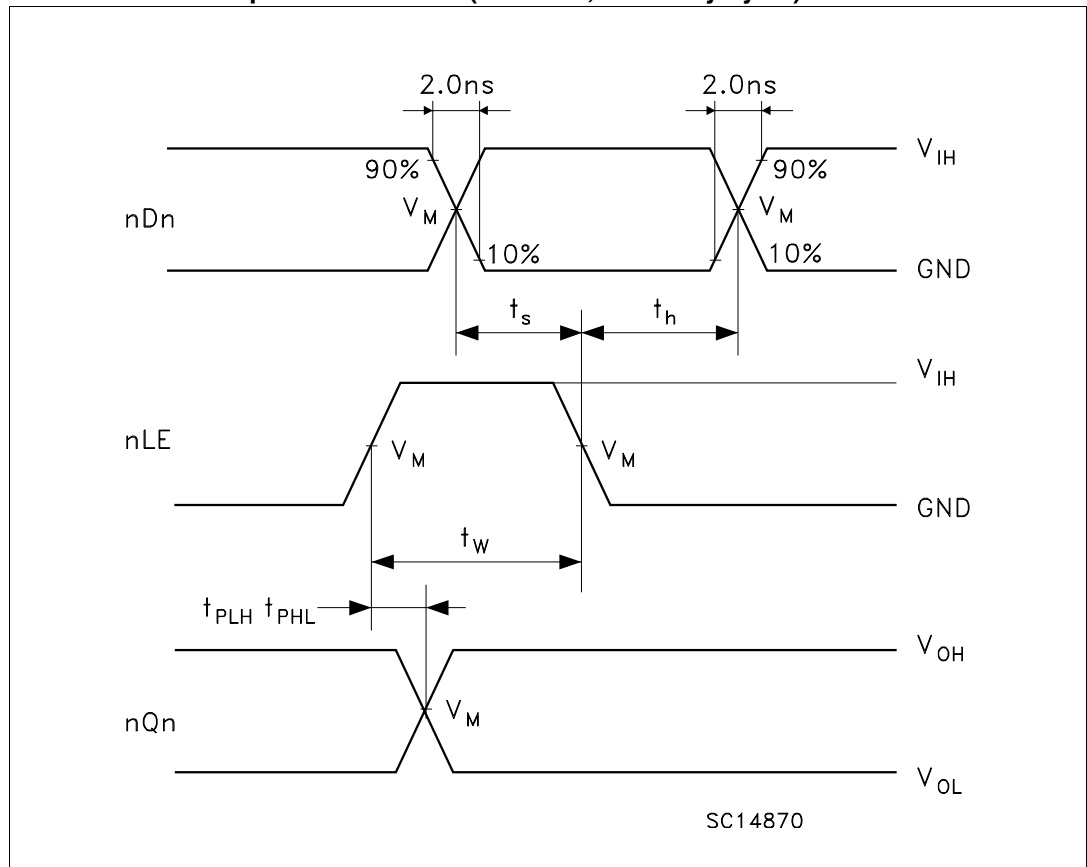 2.0ns 2.0ns
90% 90% V_IH
nDn V_M V_M
10% 10% GND
t_s t_h
V_IH
nLE V_M V_M
GND
t_W
t_PLH t_PHL
V_OH
nQn V_M
V_OL
SC14870